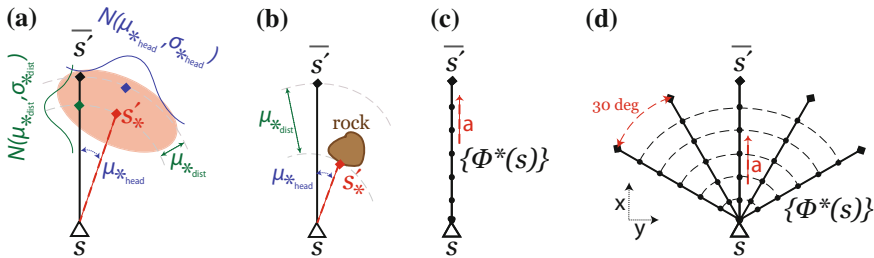 (a)
s̅'
N(μ*head, σ*head)
N(μ*dist, σ*dist)
s'*
μ*head
μ*dist
s
(b)
s̅'
μ*dist
rock
μ*head
s'*
s
(c)
s̅'
a
{Φ*(s)}
s
(d)
s̅'
30 deg
a
x
y
{Φ*(s)}
s